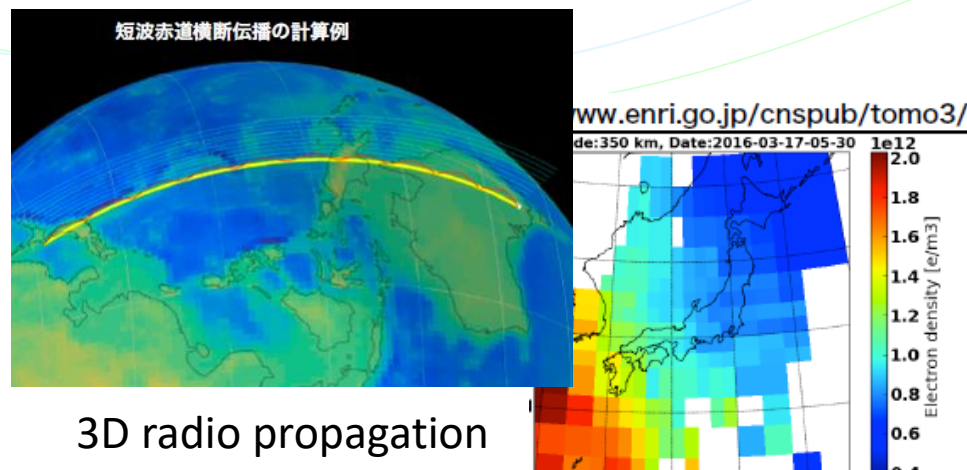 短波赤道横断伝播の計算例
www.enri.go.jp/cnspub/tomo3/
de:350 km, Date:2016-03-17-05-30
1e12
2.0
1.8
1.6
1.4
1.2
1.0
0.8
0.6
0.4
Electron density [e/m3]
3D radio propagation